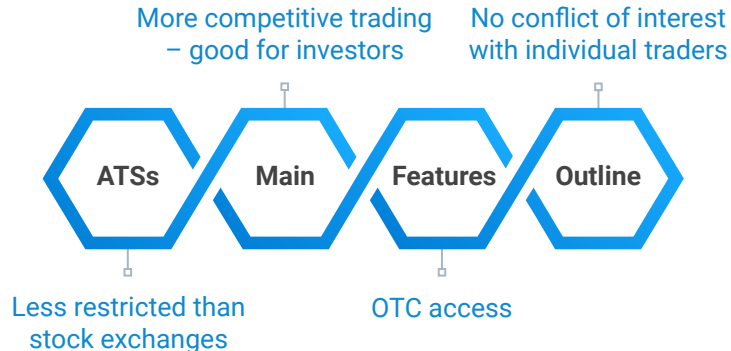 More competitive trading
– good for investors
No conflict of interest
with individual traders
ATSs
Main
Features
Outline
Less restricted than
stock exchanges
OTC access